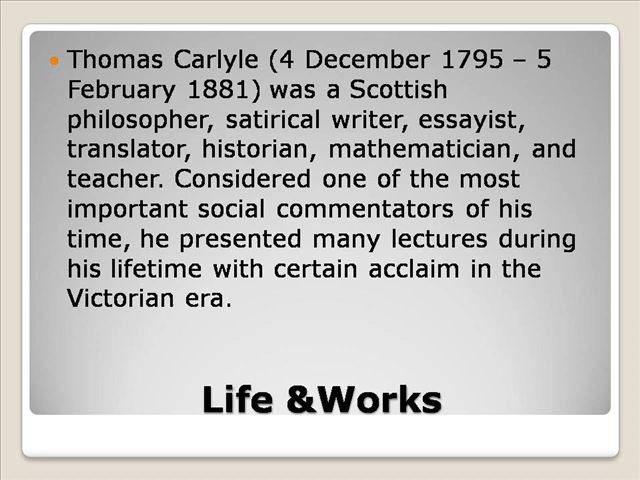 Thomas Carlyle (4 December 1795 – 5
February 1881) was a Scottish
philosopher, satirical writer, essayist,
translator, historian, mathematician, and
teacher. Considered one of the most
important social commentators of his
time, he presented many lectures during
his lifetime with certain acclaim in the
Victorian era.
Life &Works